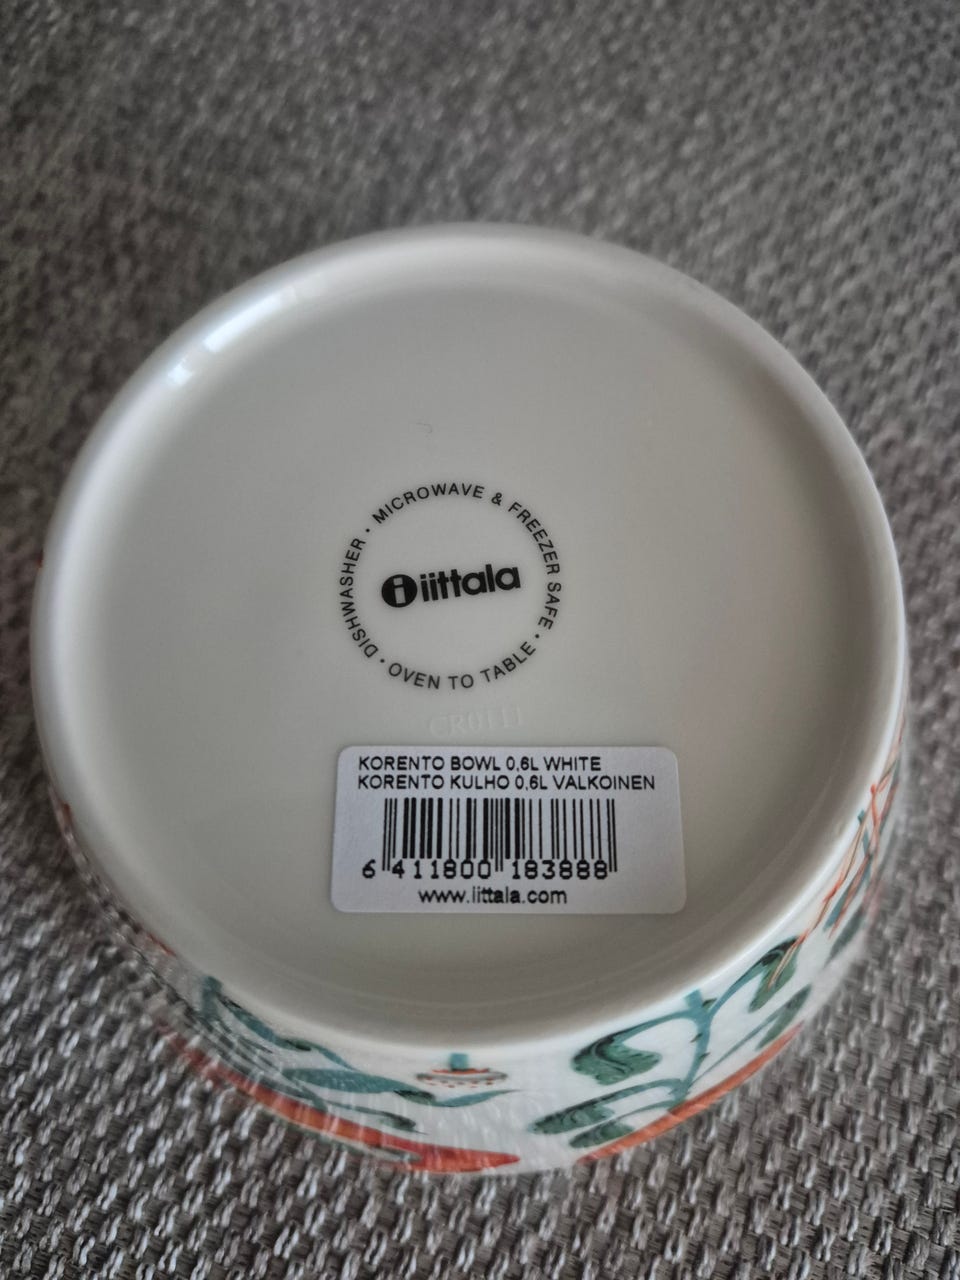 DISHWASHER • MICROWAVE & FREEZER SAFE • OVEN TO TABLE •
iittala
CR0111
KORENTO BOWL 0,6L WHITE
KORENTO KULHO 0,6L VALKOINEN
6 411800 183888
www.iittala.com